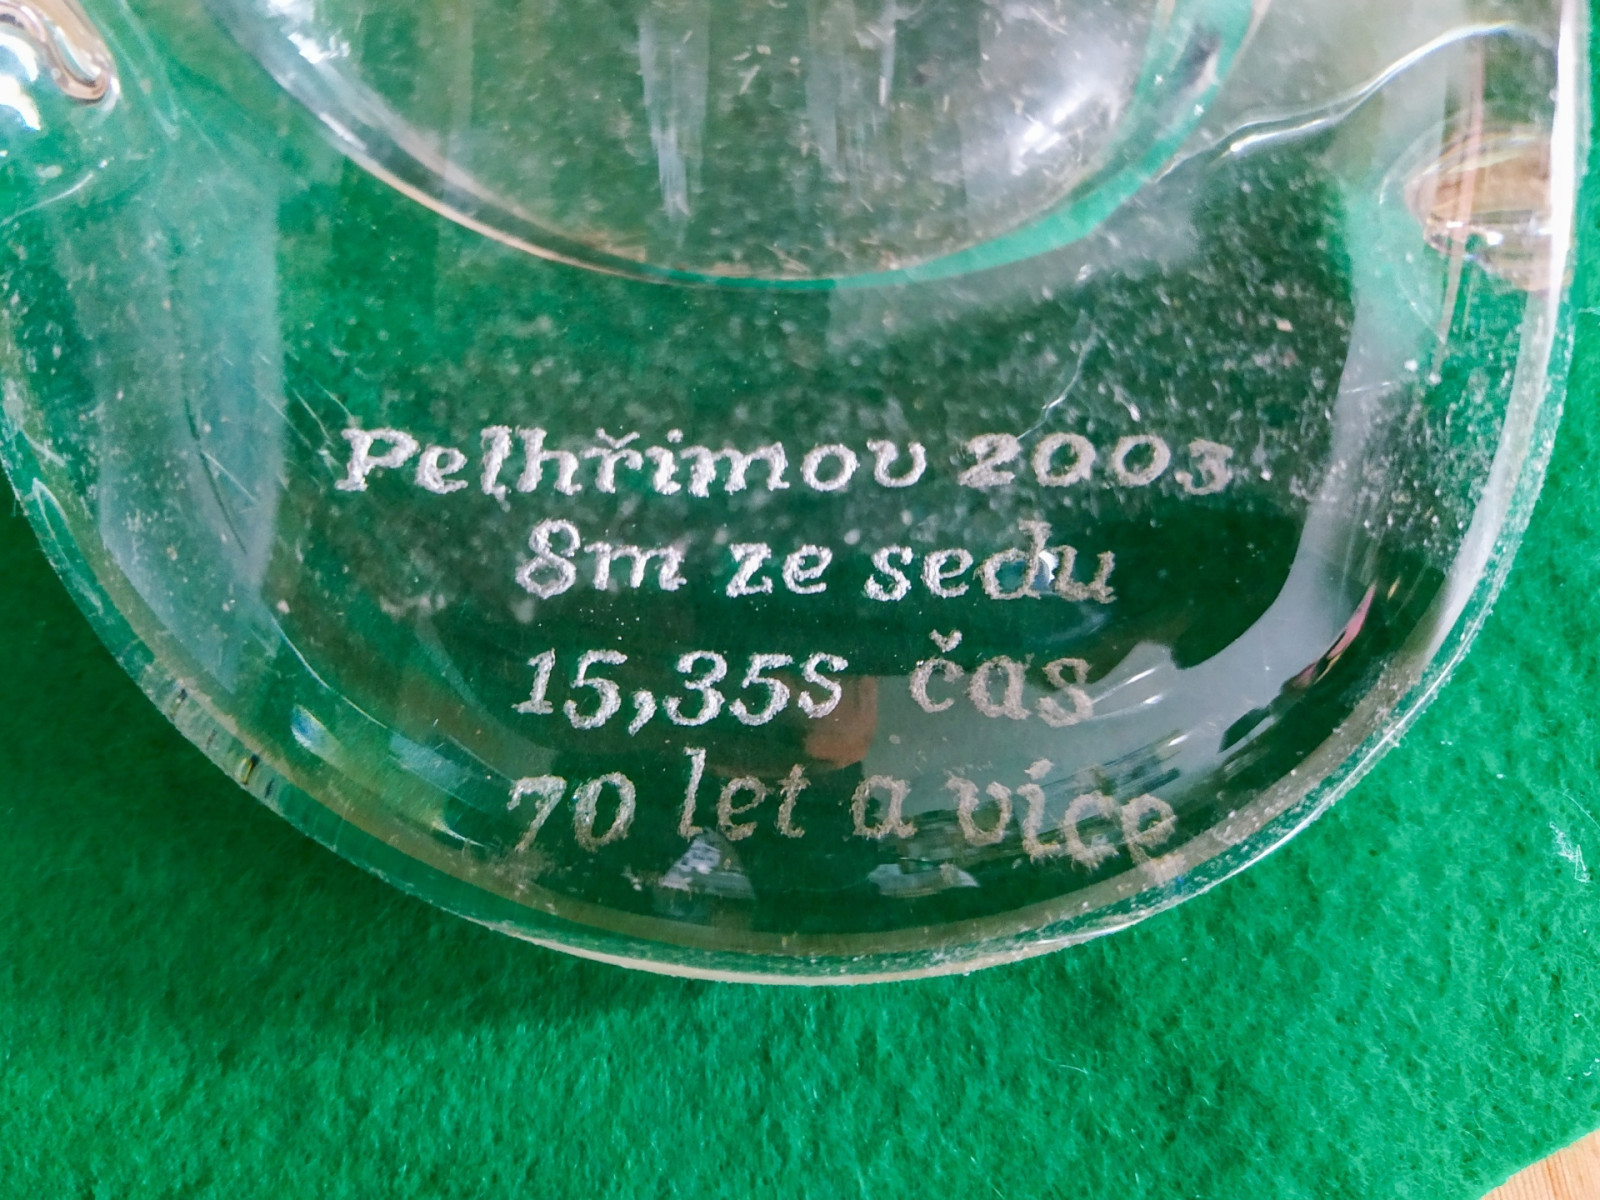 Pelhřimov 2003
8m ze sedu
15,35s čas
70 let a více